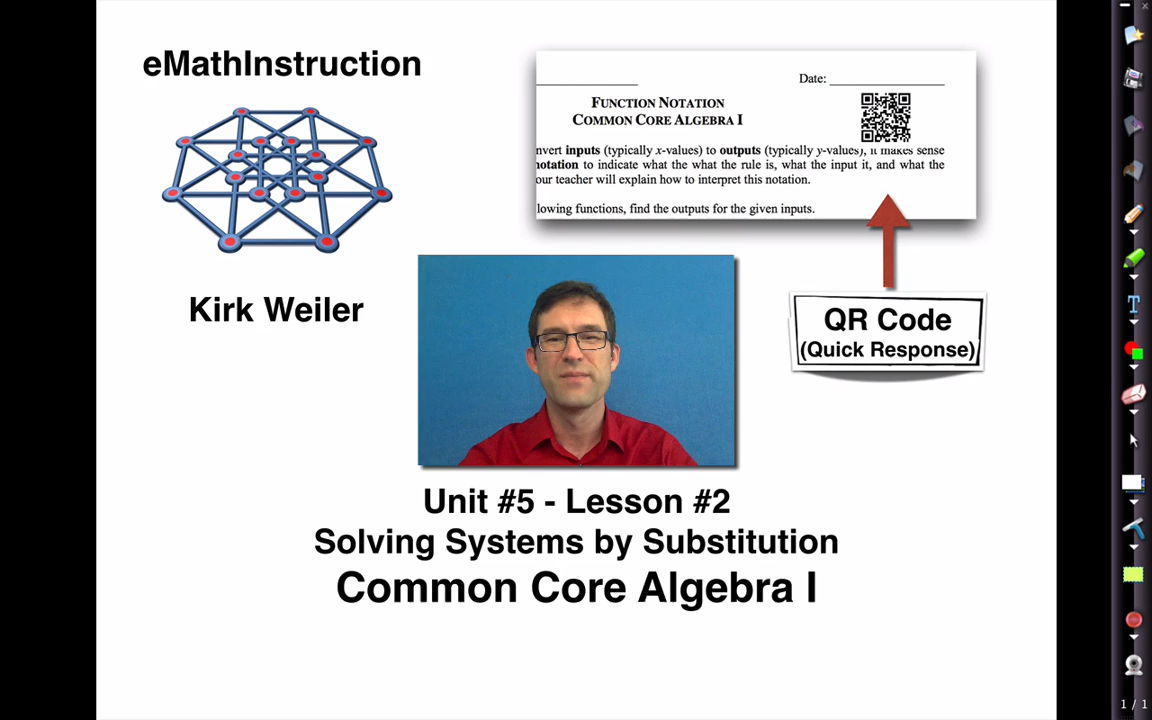 eMathInstruction
Date:
FUNCTION NOTATION
COMMON CORE ALGEBRA I
nvert inputs (typically x-values) to outputs (typically y-values), it makes sense
notation to indicate what the what the rule is, what the input it, and what the
our teacher will explain how to interpret this notation.
lowing functions, find the outputs for the given inputs.
Kirk Weiler
QR Code
(Quick Response)
Unit #5 - Lesson #2
Solving Systems by Substitution
Common Core Algebra I
T
1 / 1